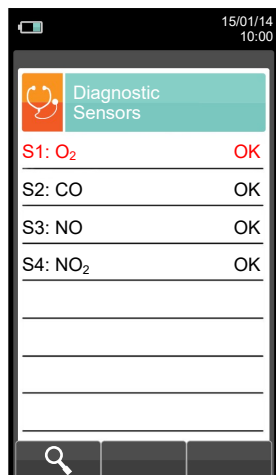 15/01/14
10:00
Diagnostic
Sensors
S1: O₂ OK
S2: CO OK
S3: NO OK
S4: NO₂ OK